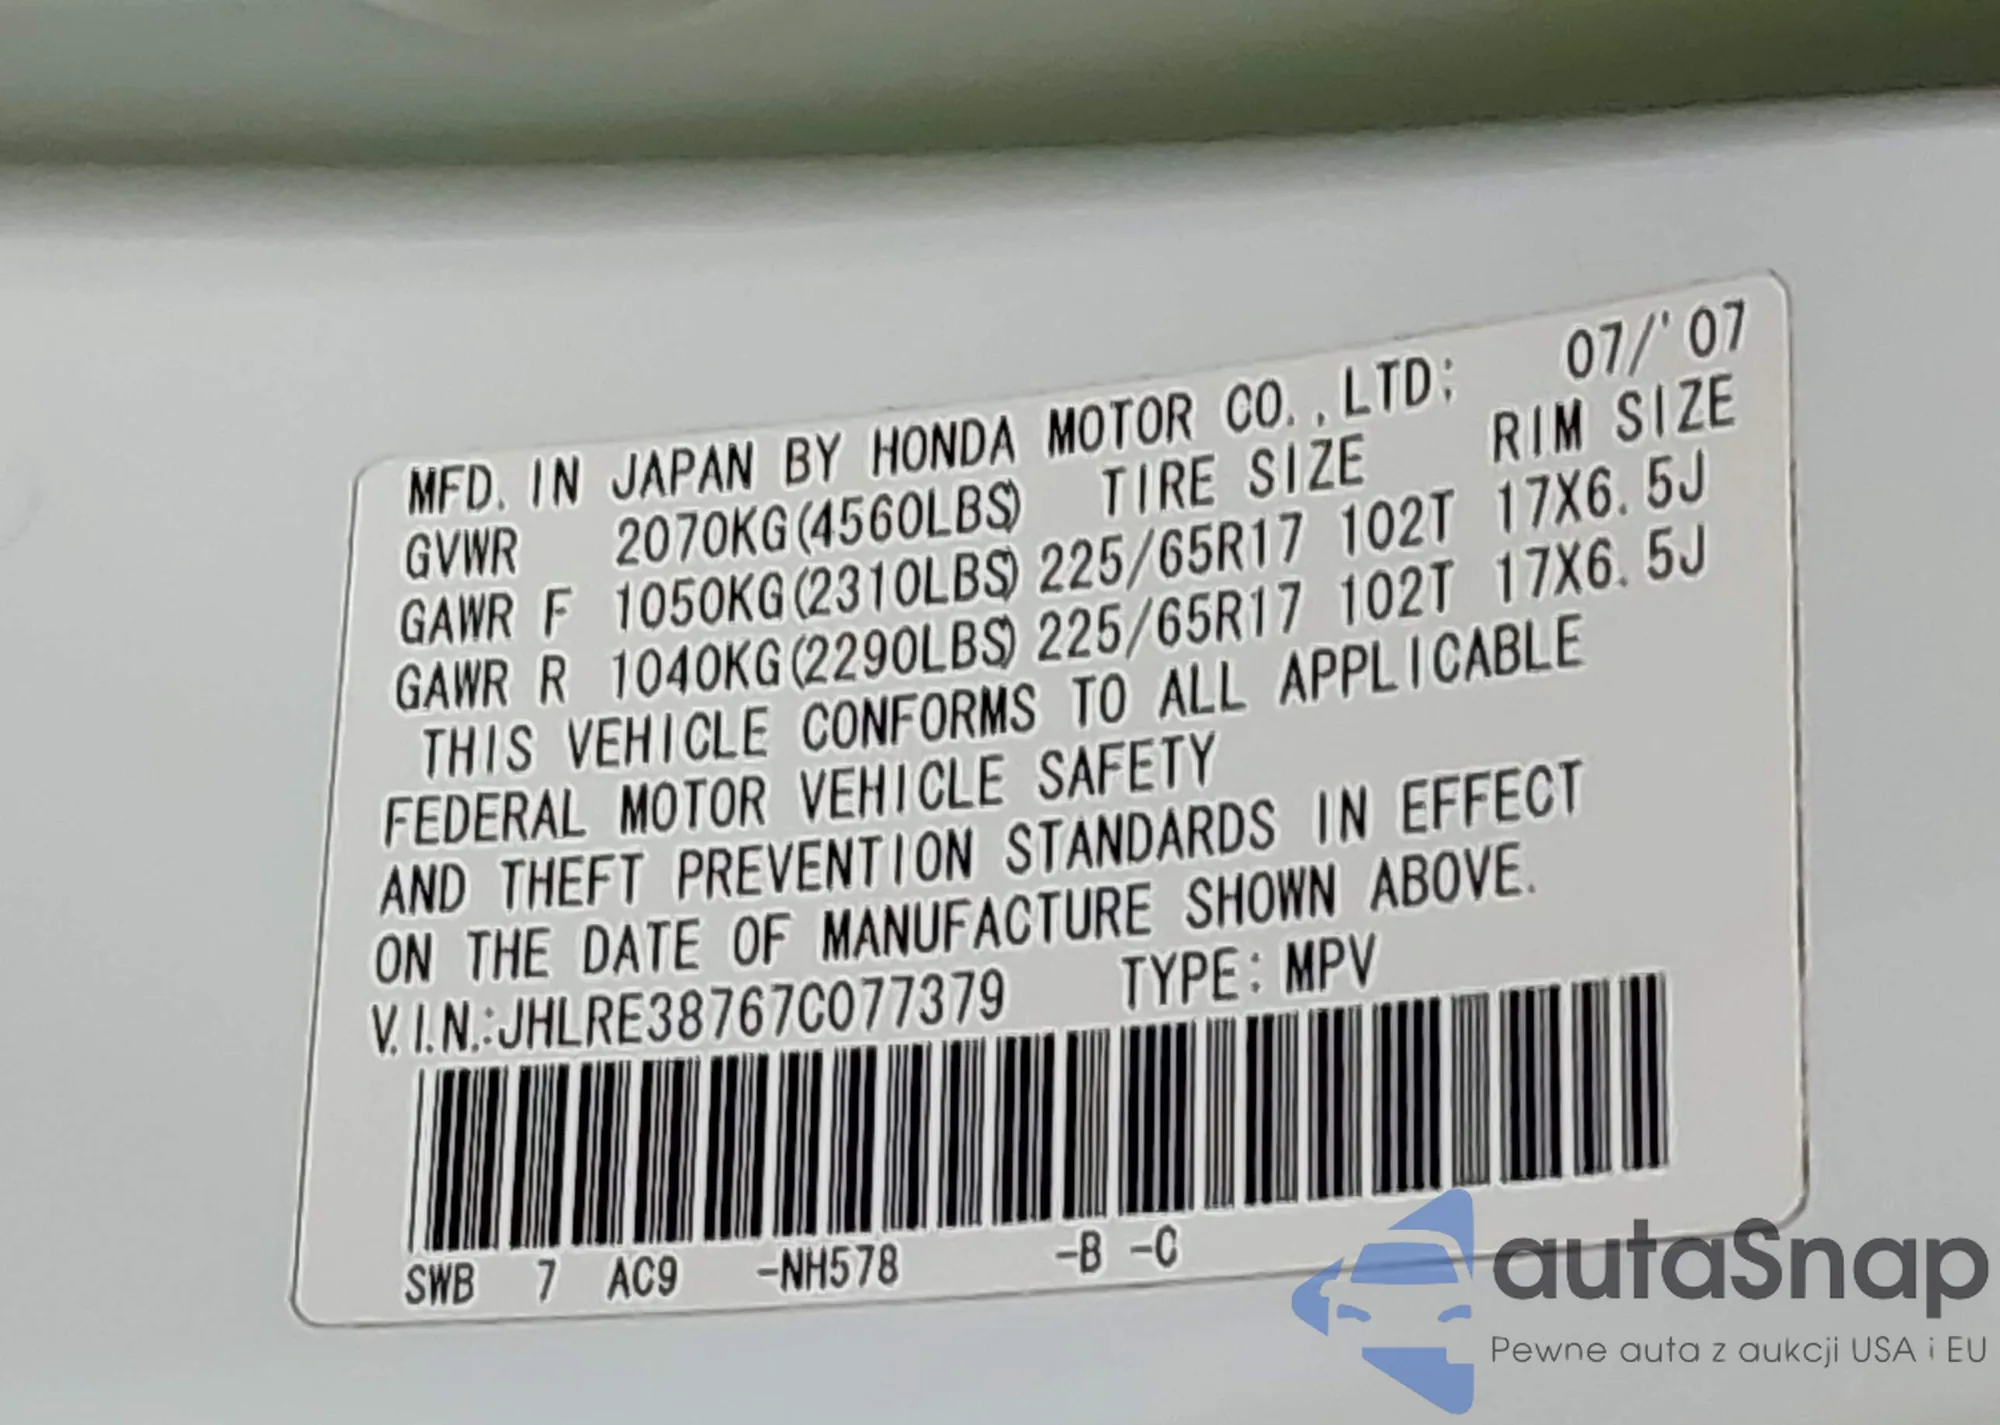 MFD. IN JAPAN BY HONDA MOTOR CO.,LTD; 07/'07
GVWR 2070KG(4560LBS) TIRE SIZE RIM SIZE
GAWR F 1050KG(2310LBS) 225/65R17 102T 17X6.5J
GAWR R 1040KG(2290LBS) 225/65R17 102T 17X6.5J
THIS VEHICLE CONFORMS TO ALL APPLICABLE
FEDERAL MOTOR VEHICLE SAFETY
AND THEFT PREVENTION STANDARDS IN EFFECT
ON THE DATE OF MANUFACTURE SHOWN ABOVE.
V.I.N.:JHLRE38767C077379 TYPE: MPV
SWB 7 AC9 -NH578 -B -C
autaSnap
Pewne auta z aukcji USA i EU